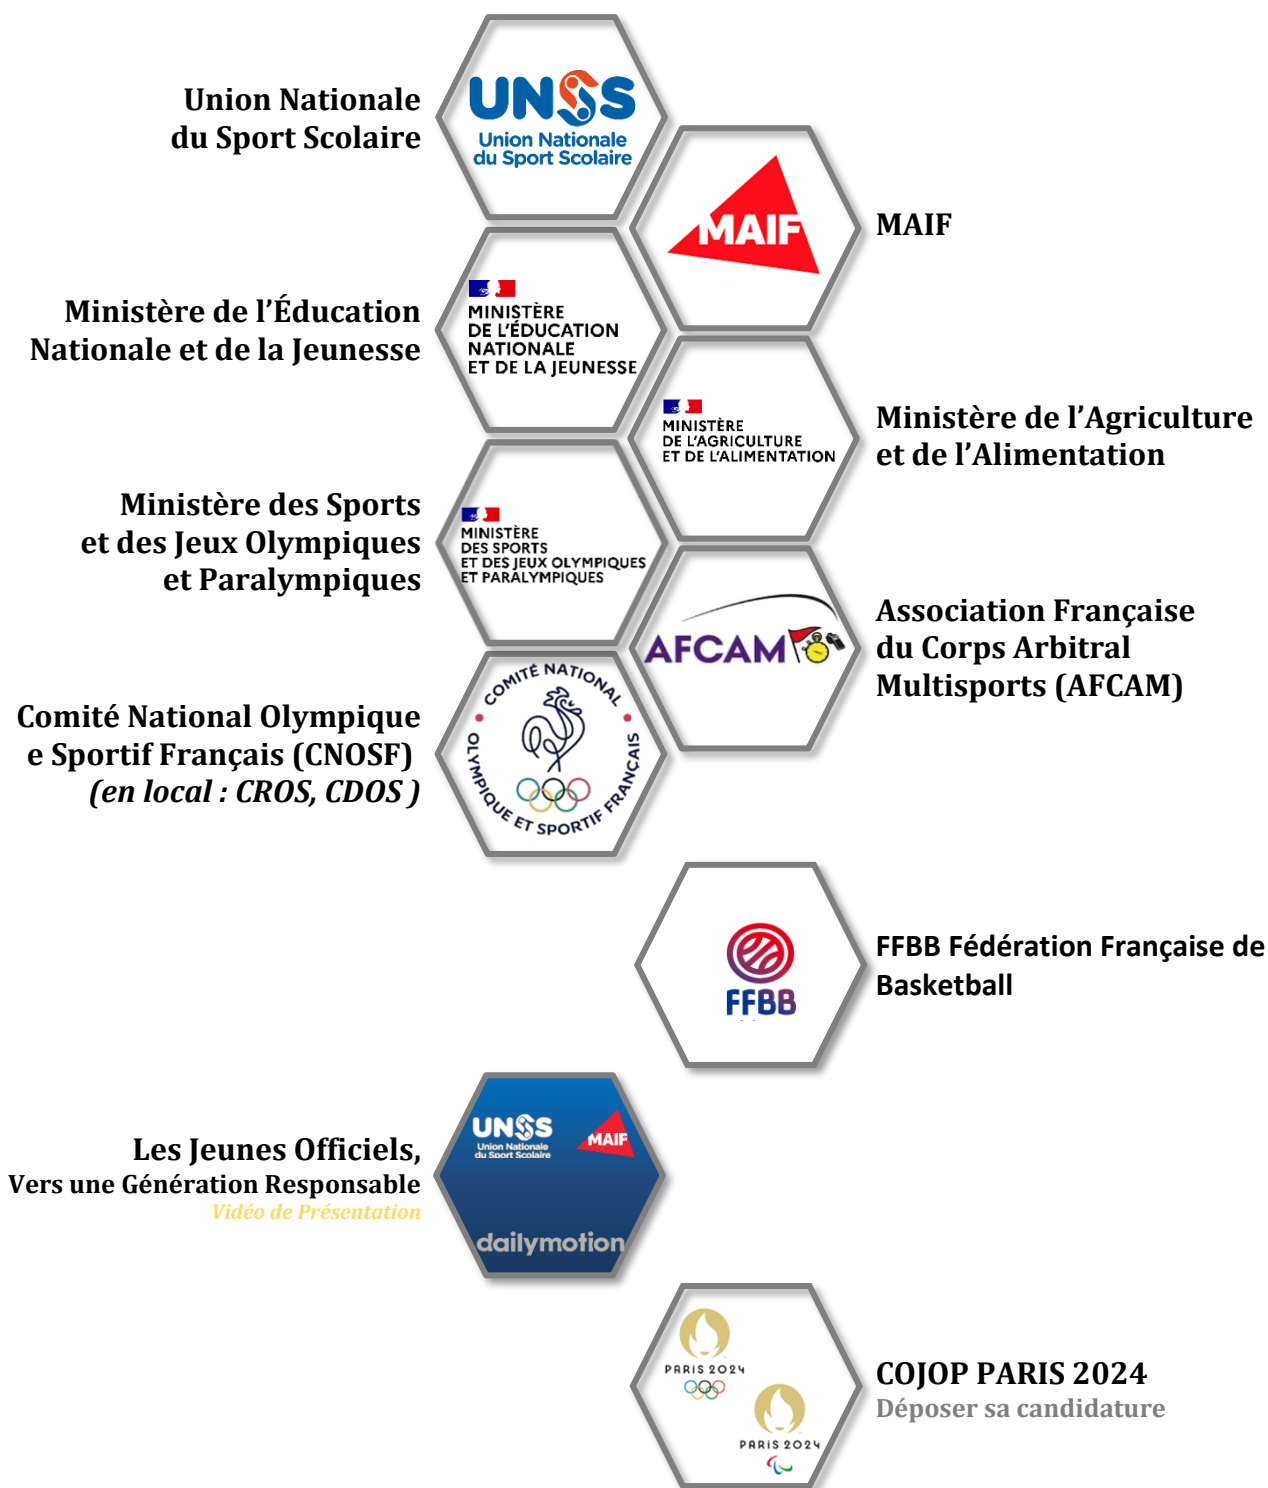 Union Nationale
du Sport Scolaire
UNSS
Union Nationale
du Sport Scolaire
MAIF
MAIF
Ministère de l’Éducation
Nationale et de la Jeunesse
MINISTÈRE
DE L’ÉDUCATION
NATIONALE
ET DE LA JEUNESSE
MINISTÈRE
DE L’AGRICULTURE
ET DE L’ALIMENTATION
Ministère de l’Agriculture
et de l’Alimentation
Ministère des Sports
et des Jeux Olympiques
et Paralympiques
MINISTÈRE
DES SPORTS
ET DES JEUX OLYMPIQUES
ET PARALYMPIQUES
AFCAM
Association Française
du Corps Arbitral
Multisports (AFCAM)
Comité National Olympique
e Sportif Français (CNOSF)
(en local : CROS, CDOS )
COMITÉ NATIONAL
OLYMPIQUE ET SPORTIF FRANÇAIS
FFBB
FFBB Fédération Française de
Basketball
Les Jeunes Officiels,
Vers une Génération Responsable
Vidéo de Présentation
UNSS
Union Nationale
du Sport Scolaire
MAIF
dailymotion
PARIS 2024
PARIS 2024
COJOP PARIS 2024
Déposer sa candidature